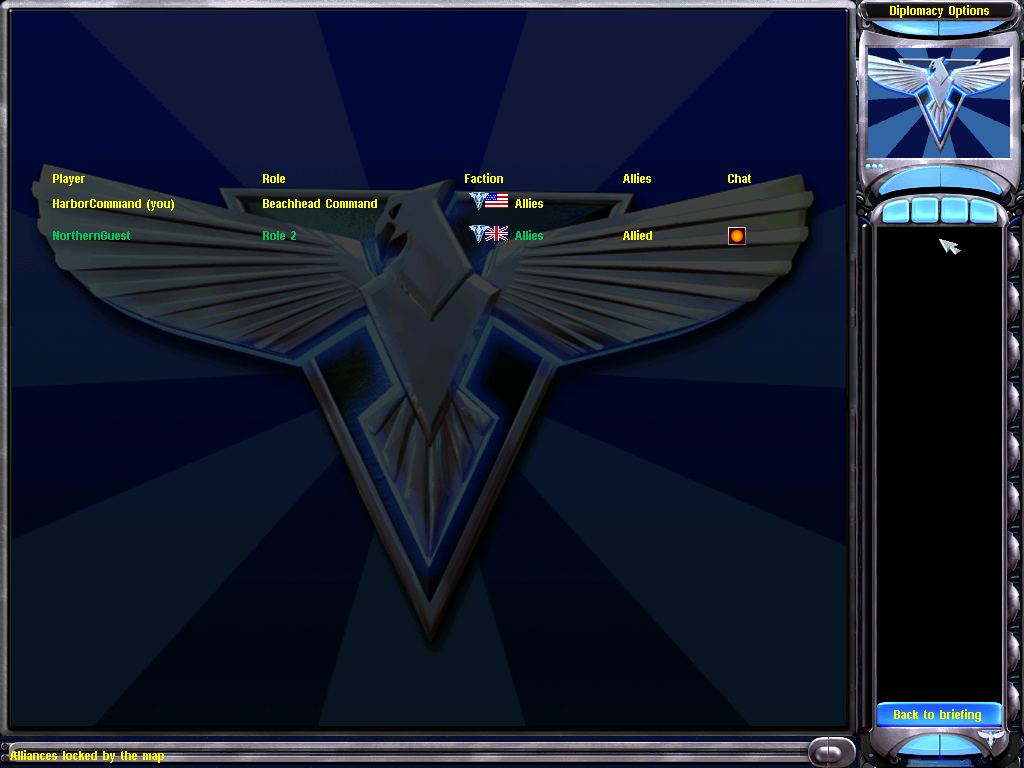 Diplomacy Options
Player Role Faction Allies Chat
HarborCommand (you) Beachhead Command Allies
NorthernGuest Role 2 Allies Allied
Back to briefing
Alliances locked by the map